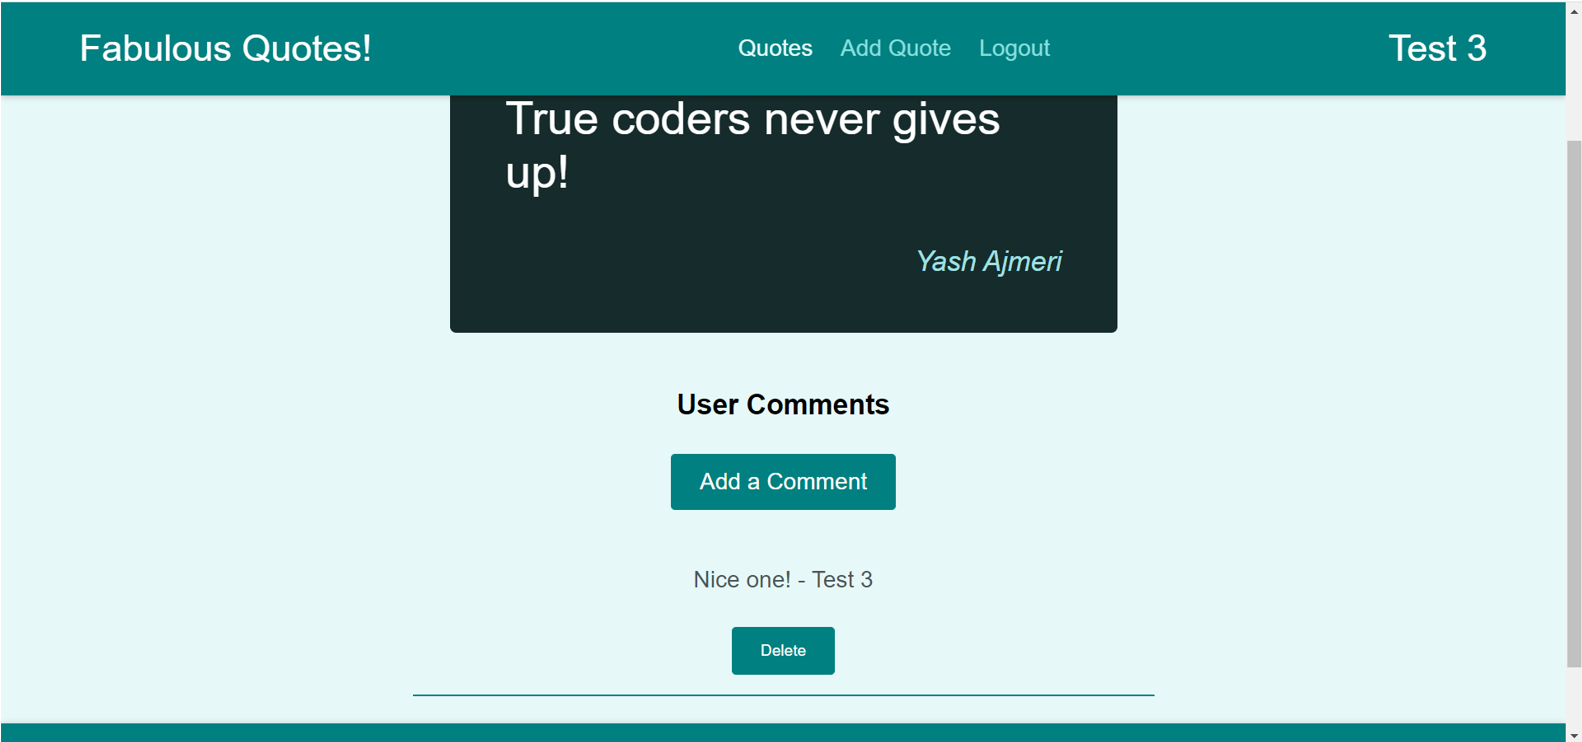 Fabulous Quotes!
Quotes Add Quote Logout
Test 3
True coders never gives
up!
Yash Ajmeri
User Comments
Add a Comment
Nice one! - Test 3
Delete